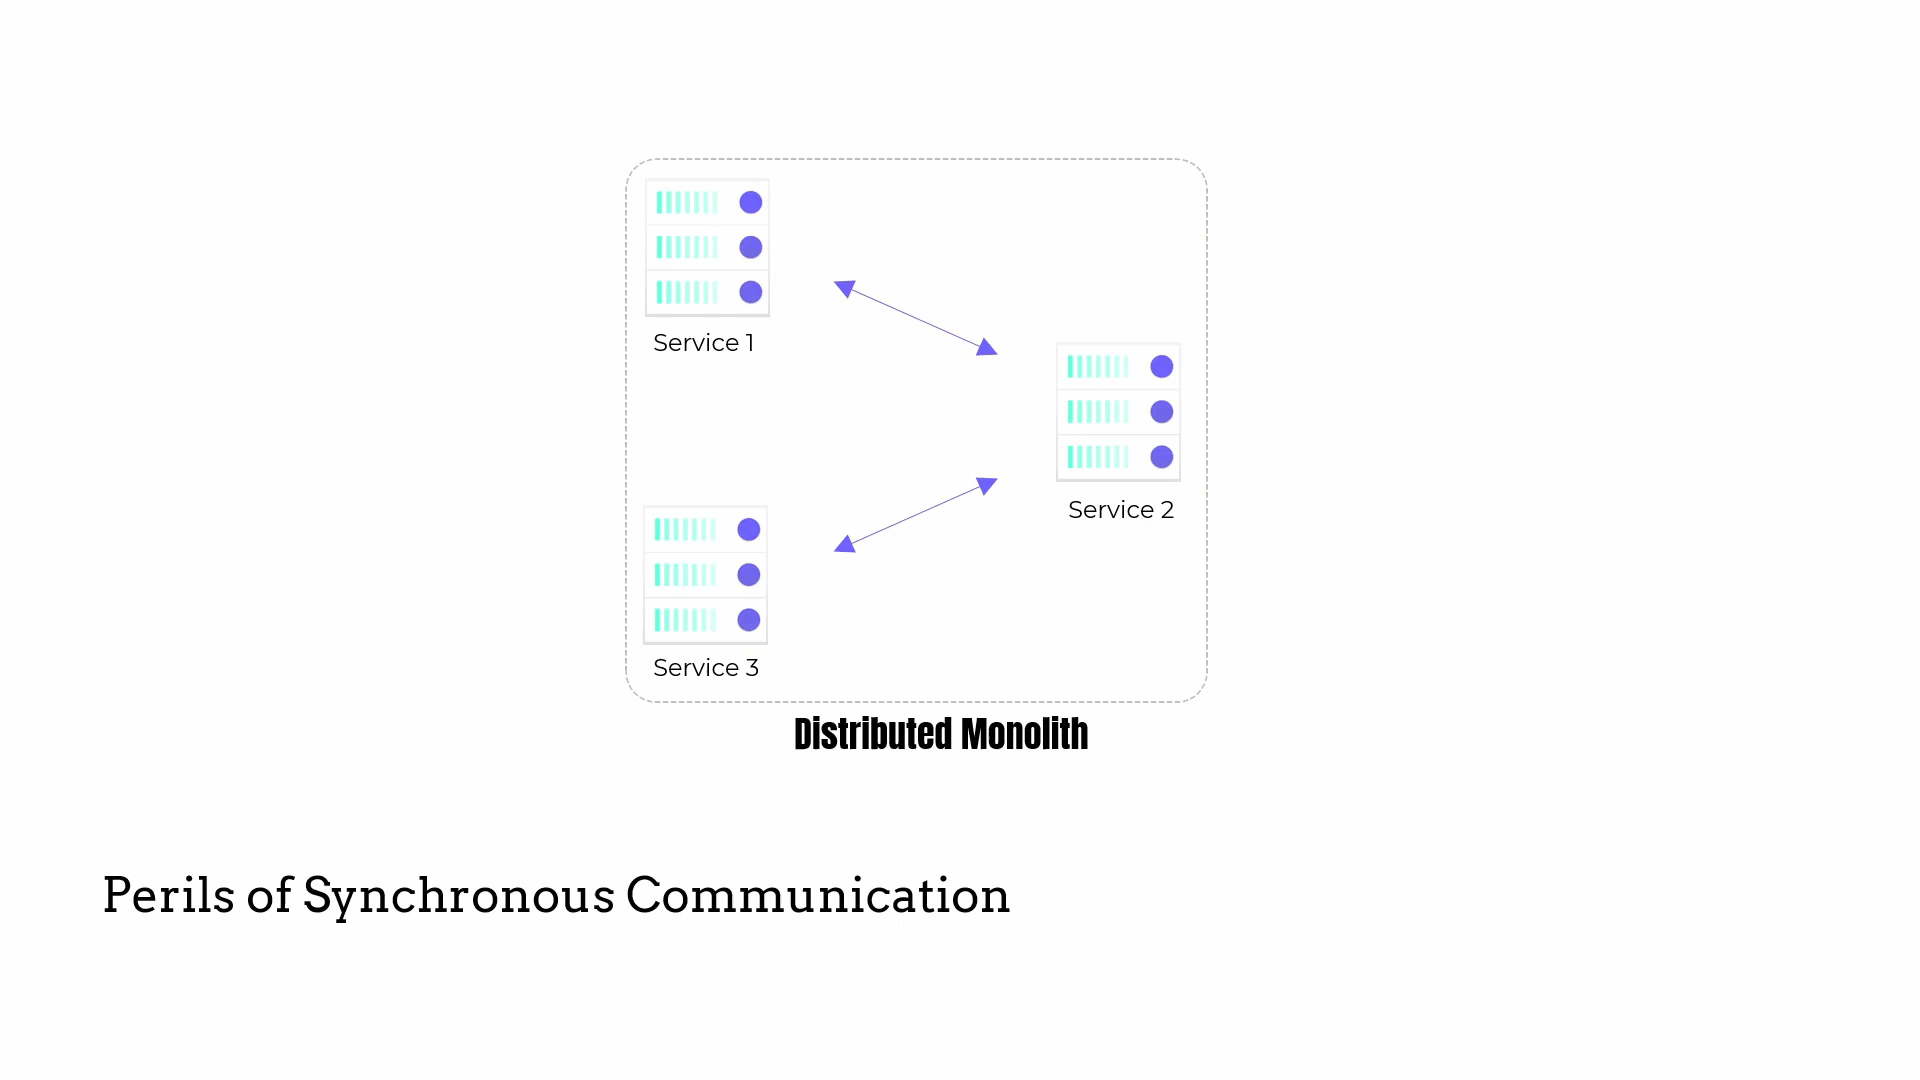 Service 1
Service 2
Service 3
Distributed Monolith
Perils of Synchronous Communication